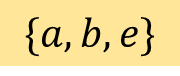 {a, b, e}